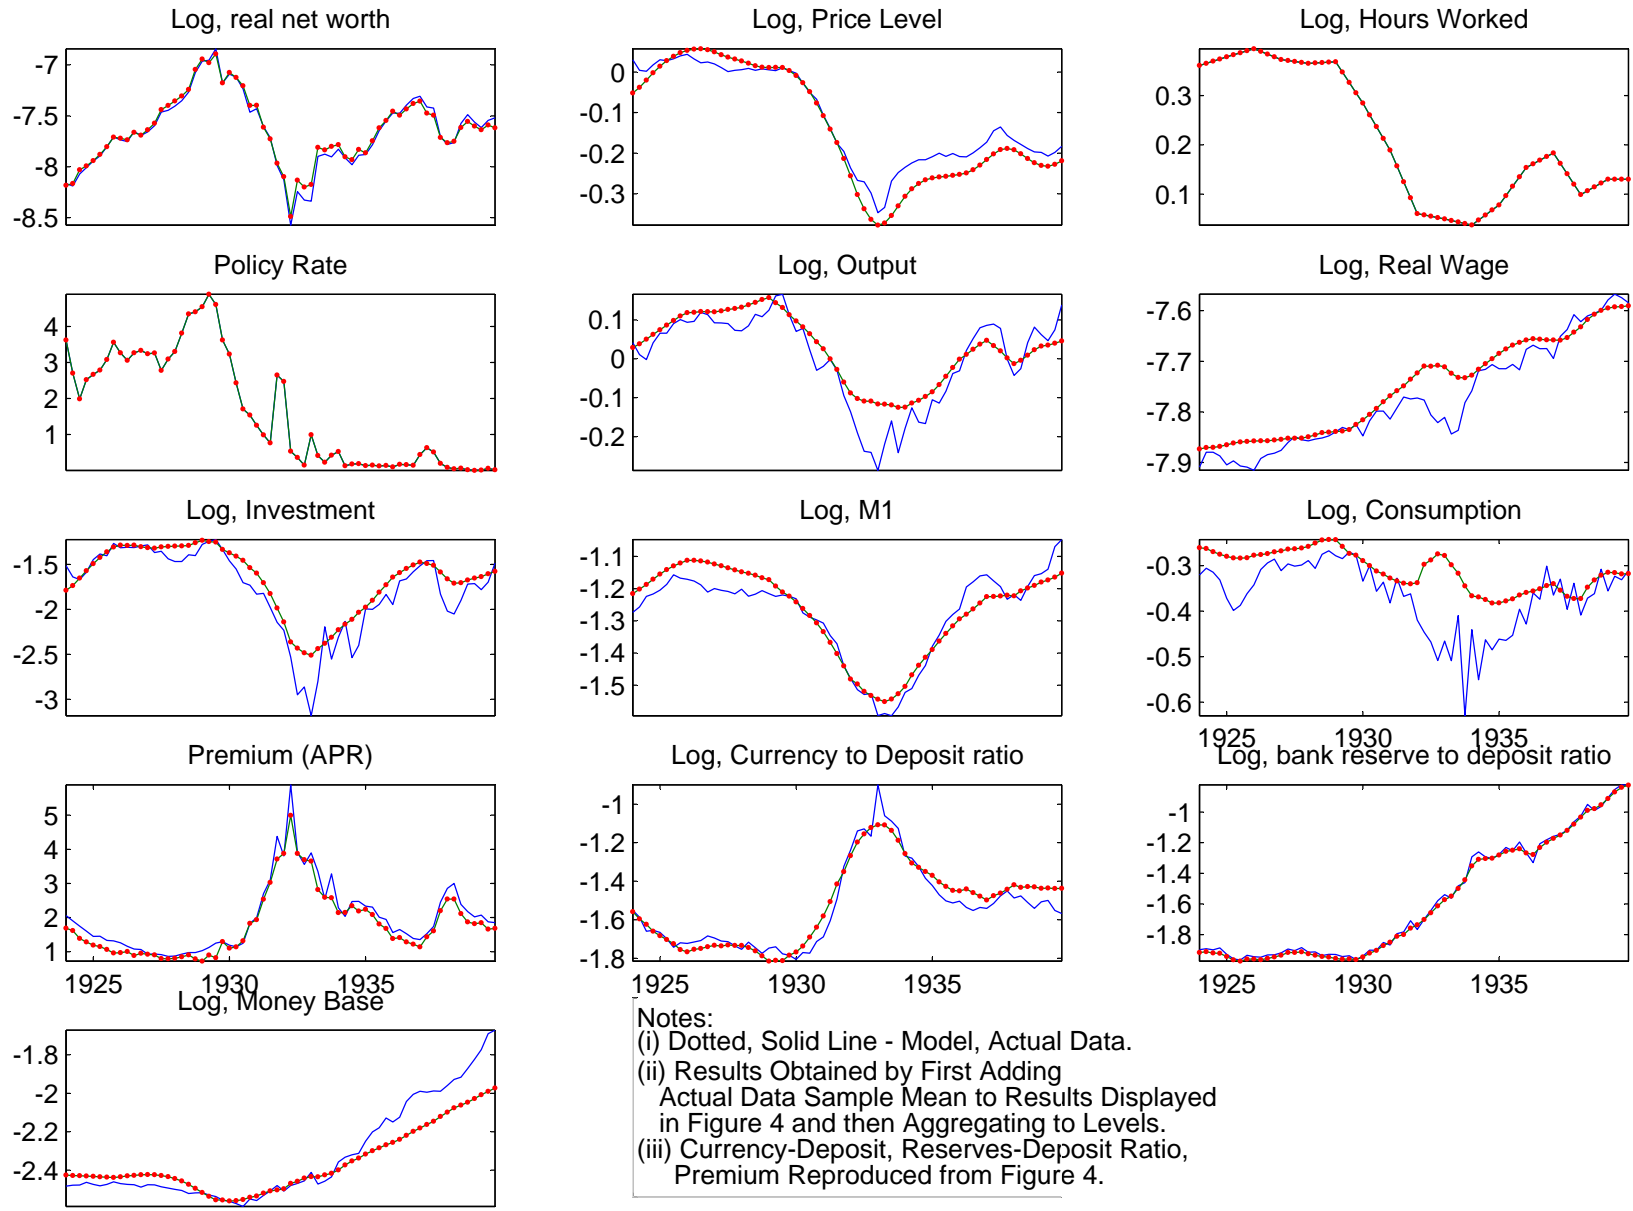 Log, real net worth
-7
-7.5
-8
-8.5
Log, Price Level
0
-0.1
-0.2
-0.3
Log, Hours Worked
0.3
0.2
0.1
Policy Rate
4
3
2
1
Log, Output
0.1
0
-0.1
-0.2
Log, Real Wage
-7.6
-7.7
-7.8
-7.9
Log, Investment
-1.5
-2
-2.5
-3
Log, M1
-1.1
-1.2
-1.3
-1.4
-1.5
Log, Consumption
-0.3
-0.4
-0.5
-0.6
1925 1930 1935
Premium (APR)
5
4
3
2
1
1925 1930 1935
Log, Currency to Deposit ratio
-1
-1.2
-1.4
-1.6
-1.8
1925 1930 1935
Log, bank reserve to deposit ratio
-1
-1.2
-1.4
-1.6
-1.8
1925 1930 1935
Log, Money Base
-1.8
-2
-2.2
-2.4
Notes:
(i) Dotted, Solid Line - Model, Actual Data.
(ii) Results Obtained by First Adding
Actual Data Sample Mean to Results Displayed
in Figure 4 and then Aggregating to Levels.
(iii) Currency-Deposit, Reserves-Deposit Ratio,
Premium Reproduced from Figure 4.